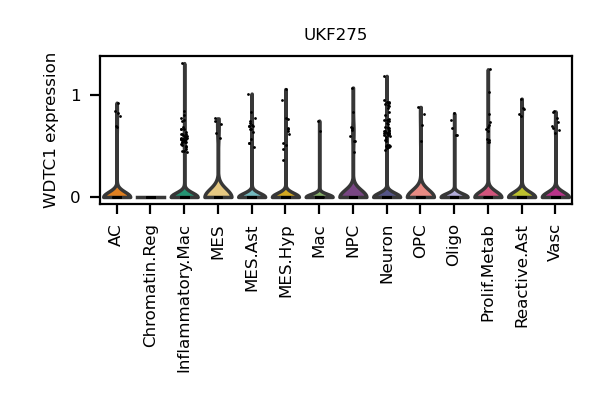 UKF275
WDTC1 expression
1
0
AC
Chromatin.Reg
Inflammatory.Mac
MES
MES.Ast
MES.Hyp
Mac
NPC
Neuron
OPC
Oligo
Prolif.Metab
Reactive.Ast
Vasc